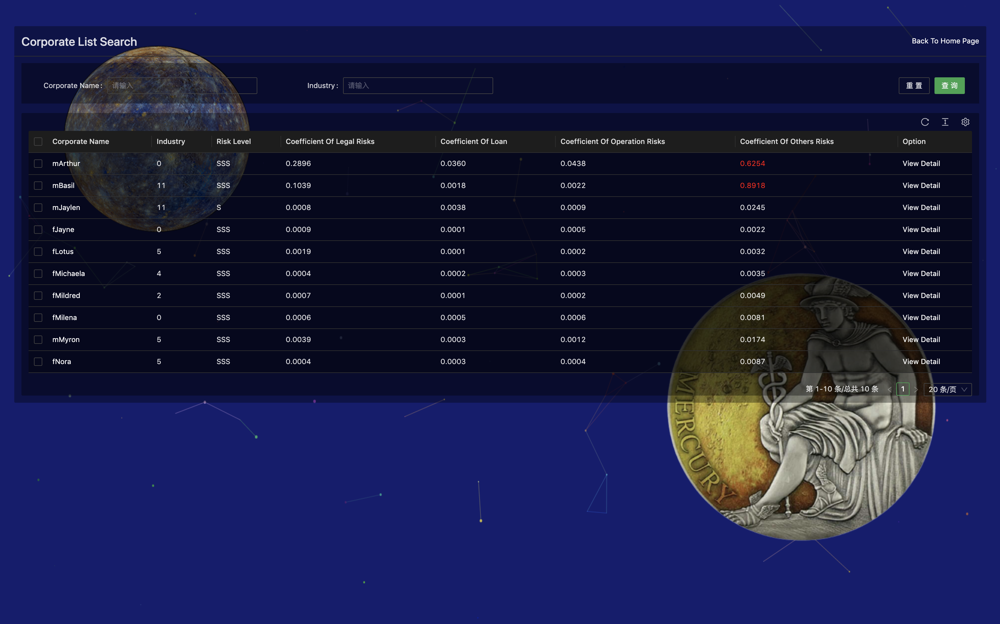 Corporate List Search
Back To Home Page
Corporate Name : 请输入 Industry : 请输入 重 置 查 询
Corporate Name Industry Risk Level Coefficient Of Legal Risks Coefficient Of Loan Coefficient Of Operation Risks Coefficient Of Others Risks Option
mArthur 0 SSS 0.2896 0.0360 0.0438 0.6254 View Detail
mBasil 11 SSS 0.1039 0.0018 0.0022 0.8918 View Detail
mJaylen 11 S 0.0008 0.0038 0.0009 0.0245 View Detail
fJayne 0 SSS 0.0009 0.0001 0.0005 0.0022 View Detail
fLotus 5 SSS 0.0019 0.0001 0.0002 0.0032 View Detail
fMichaela 4 SSS 0.0004 0.0002 0.0003 0.0035 View Detail
fMildred 2 SSS 0.0007 0.0001 0.0002 0.0049 View Detail
fMilena 0 SSS 0.0006 0.0005 0.0006 0.0081 View Detail
mMyron 5 SSS 0.0039 0.0003 0.0012 0.0174 View Detail
fNora 5 SSS 0.0004 0.0003 0.0004 0.0087 View Detail
第 1-10 条/总共 10 条 < 1 > 20 条/页
MERCURY